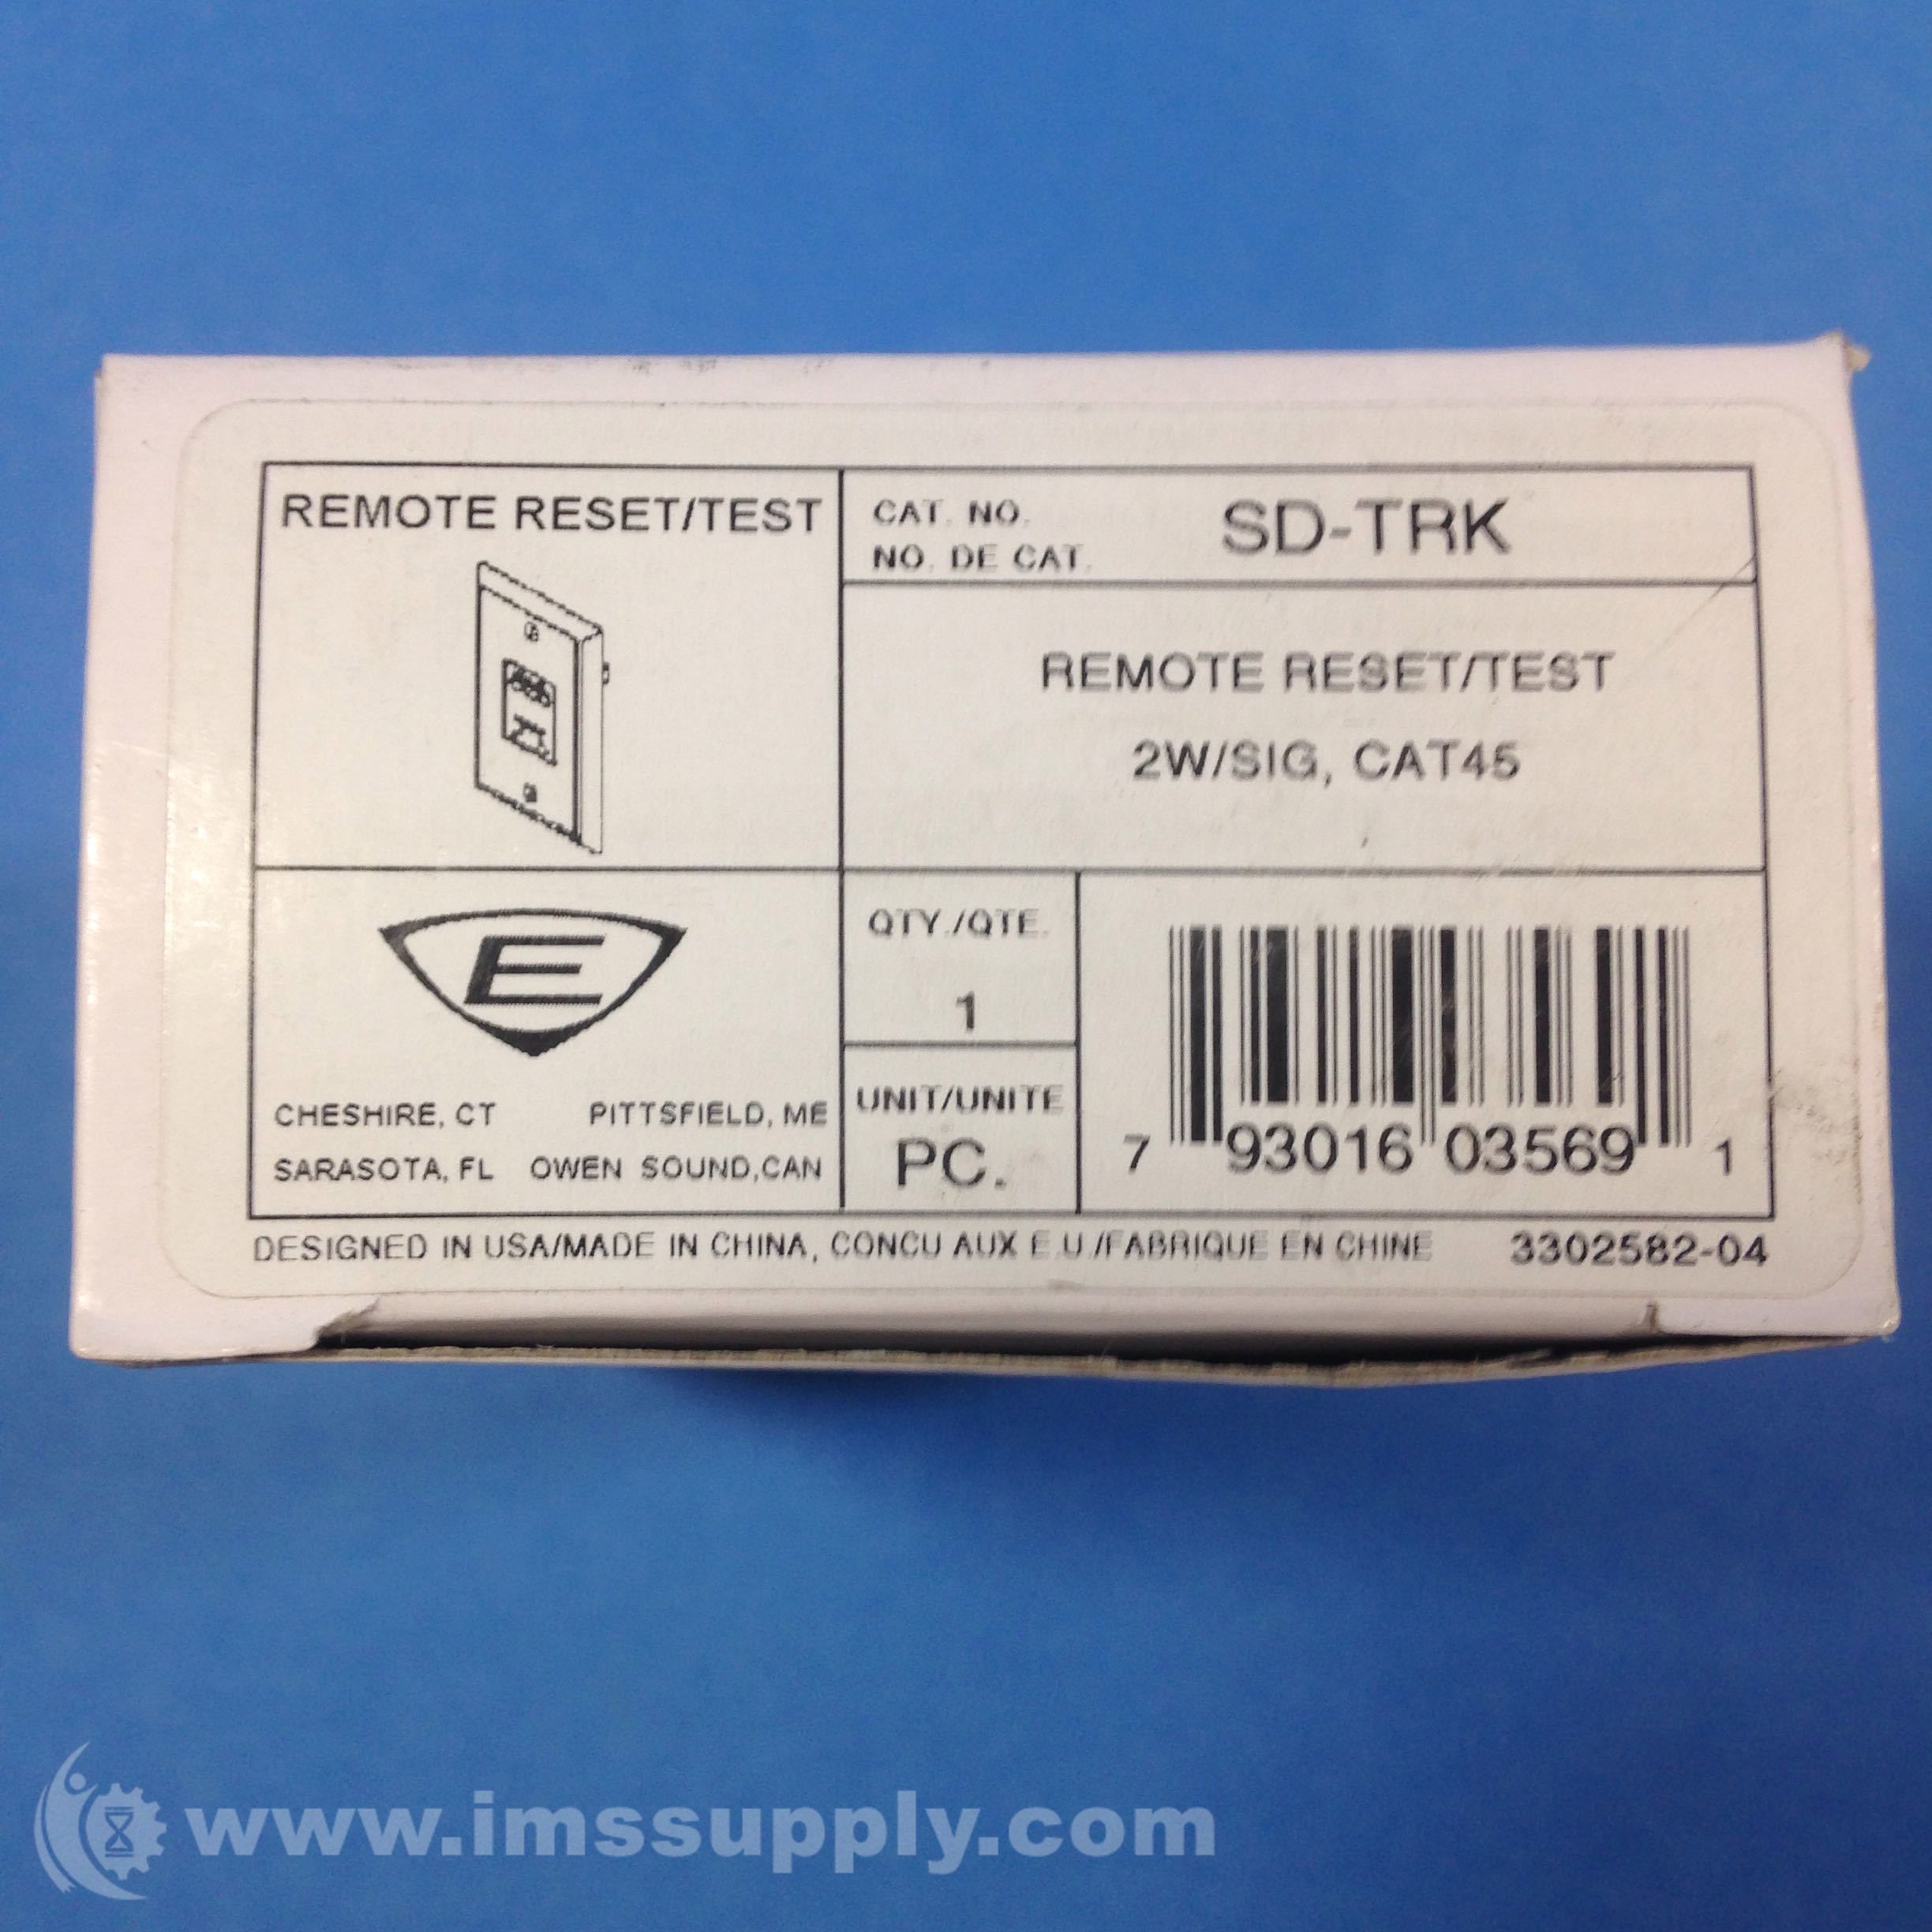 REMOTE RESET/TEST
CAT. NO.
NO. DE CAT.
SD-TRK
REMOTE RESET/TEST
2W/SIG, CAT45
E
CHESHIRE, CT PITTSFIELD, ME
SARASOTA, FL OWEN SOUND,CAN
QTY./QTE.
1
UNIT/UNITE
PC.
7 93016 03569 1
DESIGNED IN USA/MADE IN CHINA, CONCU AUX E.U./FABRIQUE EN CHINE 3302582-04
www.imssupply.com